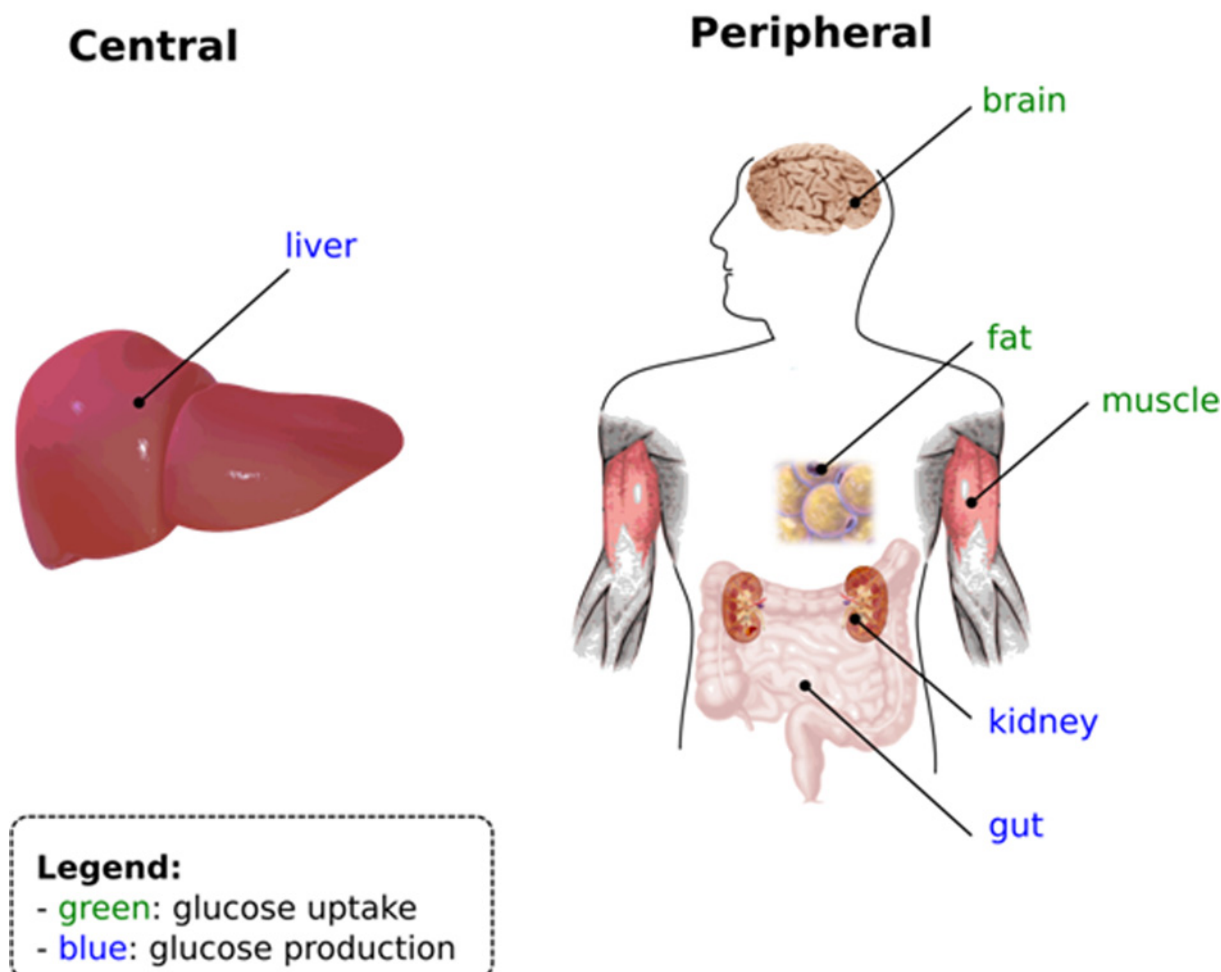 Central
Peripheral
brain
liver
fat
muscle
kidney
gut
Legend:
- green: glucose uptake
- blue: glucose production